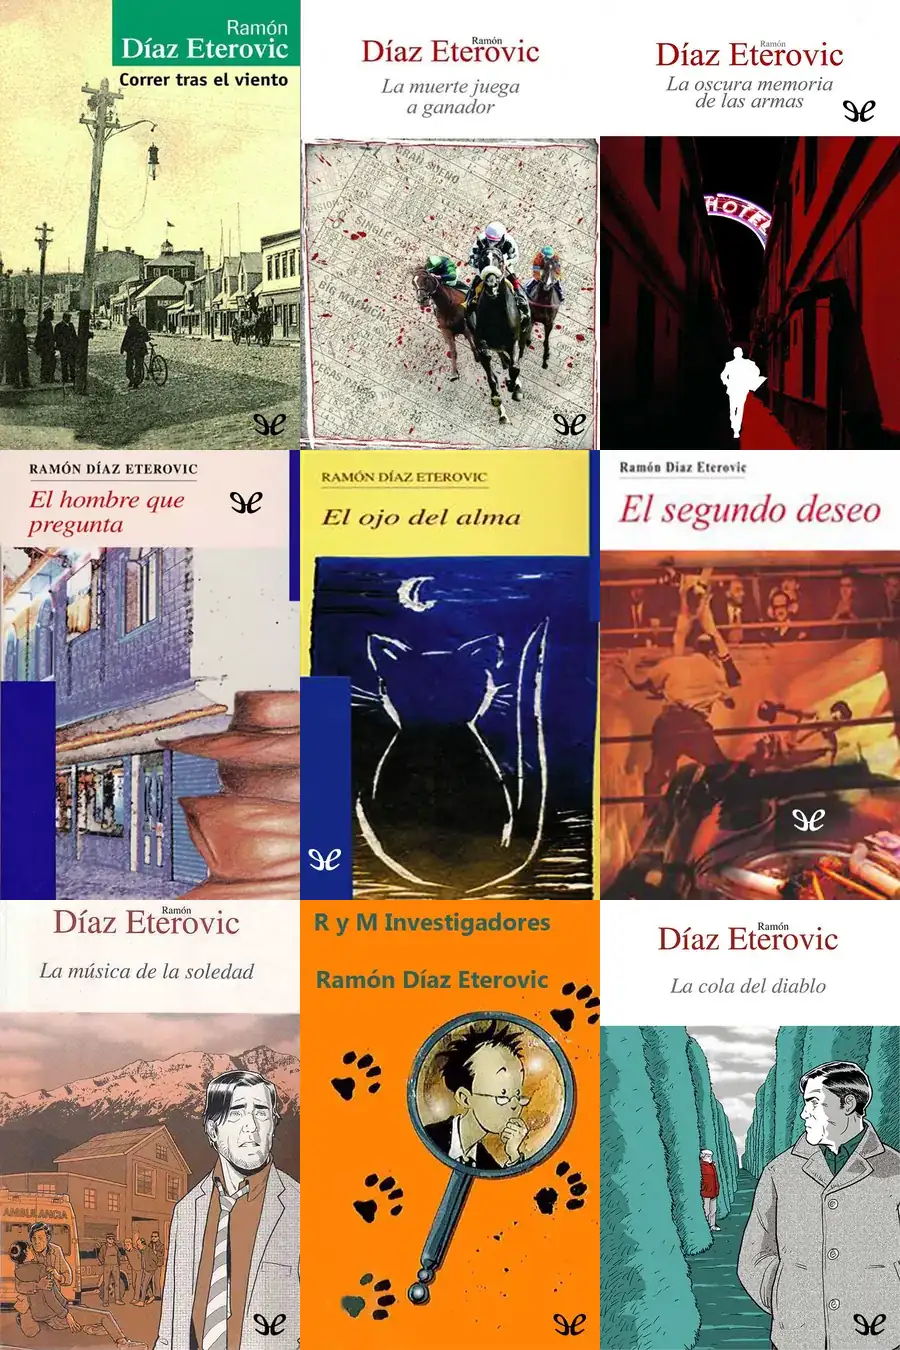 Ramón
Díaz Eterovic
Correr tras el viento
Ramón
Díaz Eterovic
La muerte juega
a ganador
Ramón
Díaz Eterovic
La oscura memoria
de las armas
HOTEL
RAMÓN DÍAZ ETEROVIC
El hombre que
pregunta
RAMÓN DÍAZ ETEROVIC
El ojo del alma
Ramón Díaz Eterovic
El segundo deseo
Ramón
Díaz Eterovic
La música de la soledad
AMBULANCIA
R y M Investigadores
Ramón Díaz Eterovic
Ramón
Díaz Eterovic
La cola del diablo